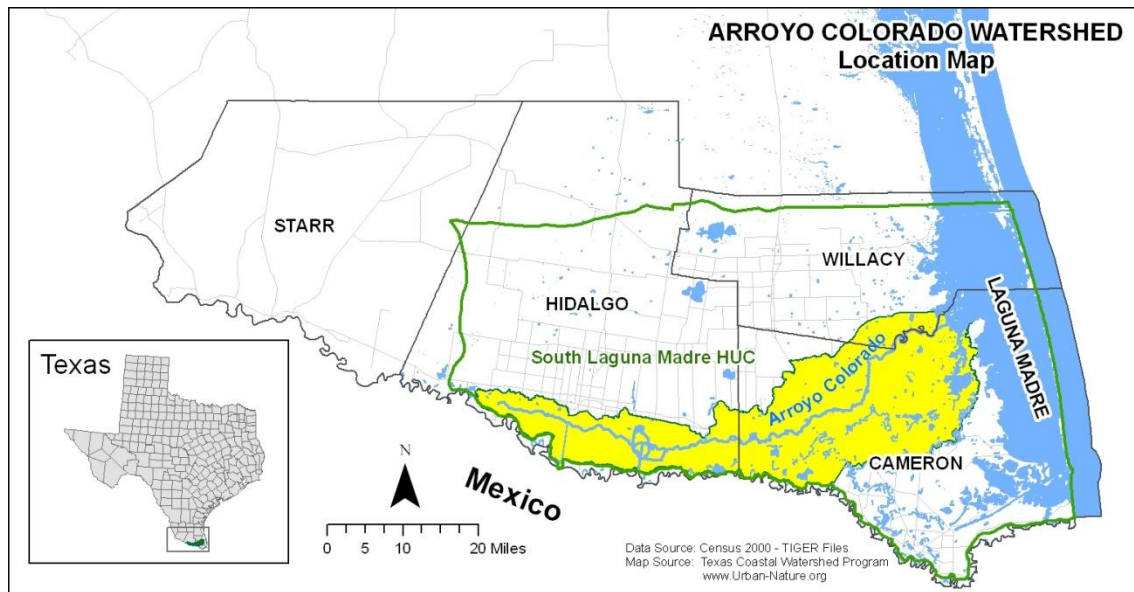 ARROYO COLORADO WATERSHED
Location Map
STARR
WILLACY
HIDALGO
LAGUNA MADRE
South Laguna Madre HUC
Arroyo Colorado
Texas
CAMERON
N
Mexico
0 5 10 20 Miles
Data Source: Census 2000 - TIGER Files
Map Source: Texas Coastal Watershed Program
www.Urban-Nature.org